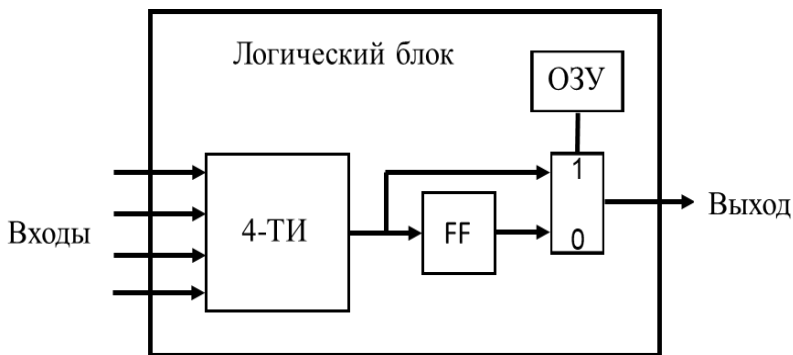 Логический блок
ОЗУ
1
4-ТИ
FF
0
Входы
Выход